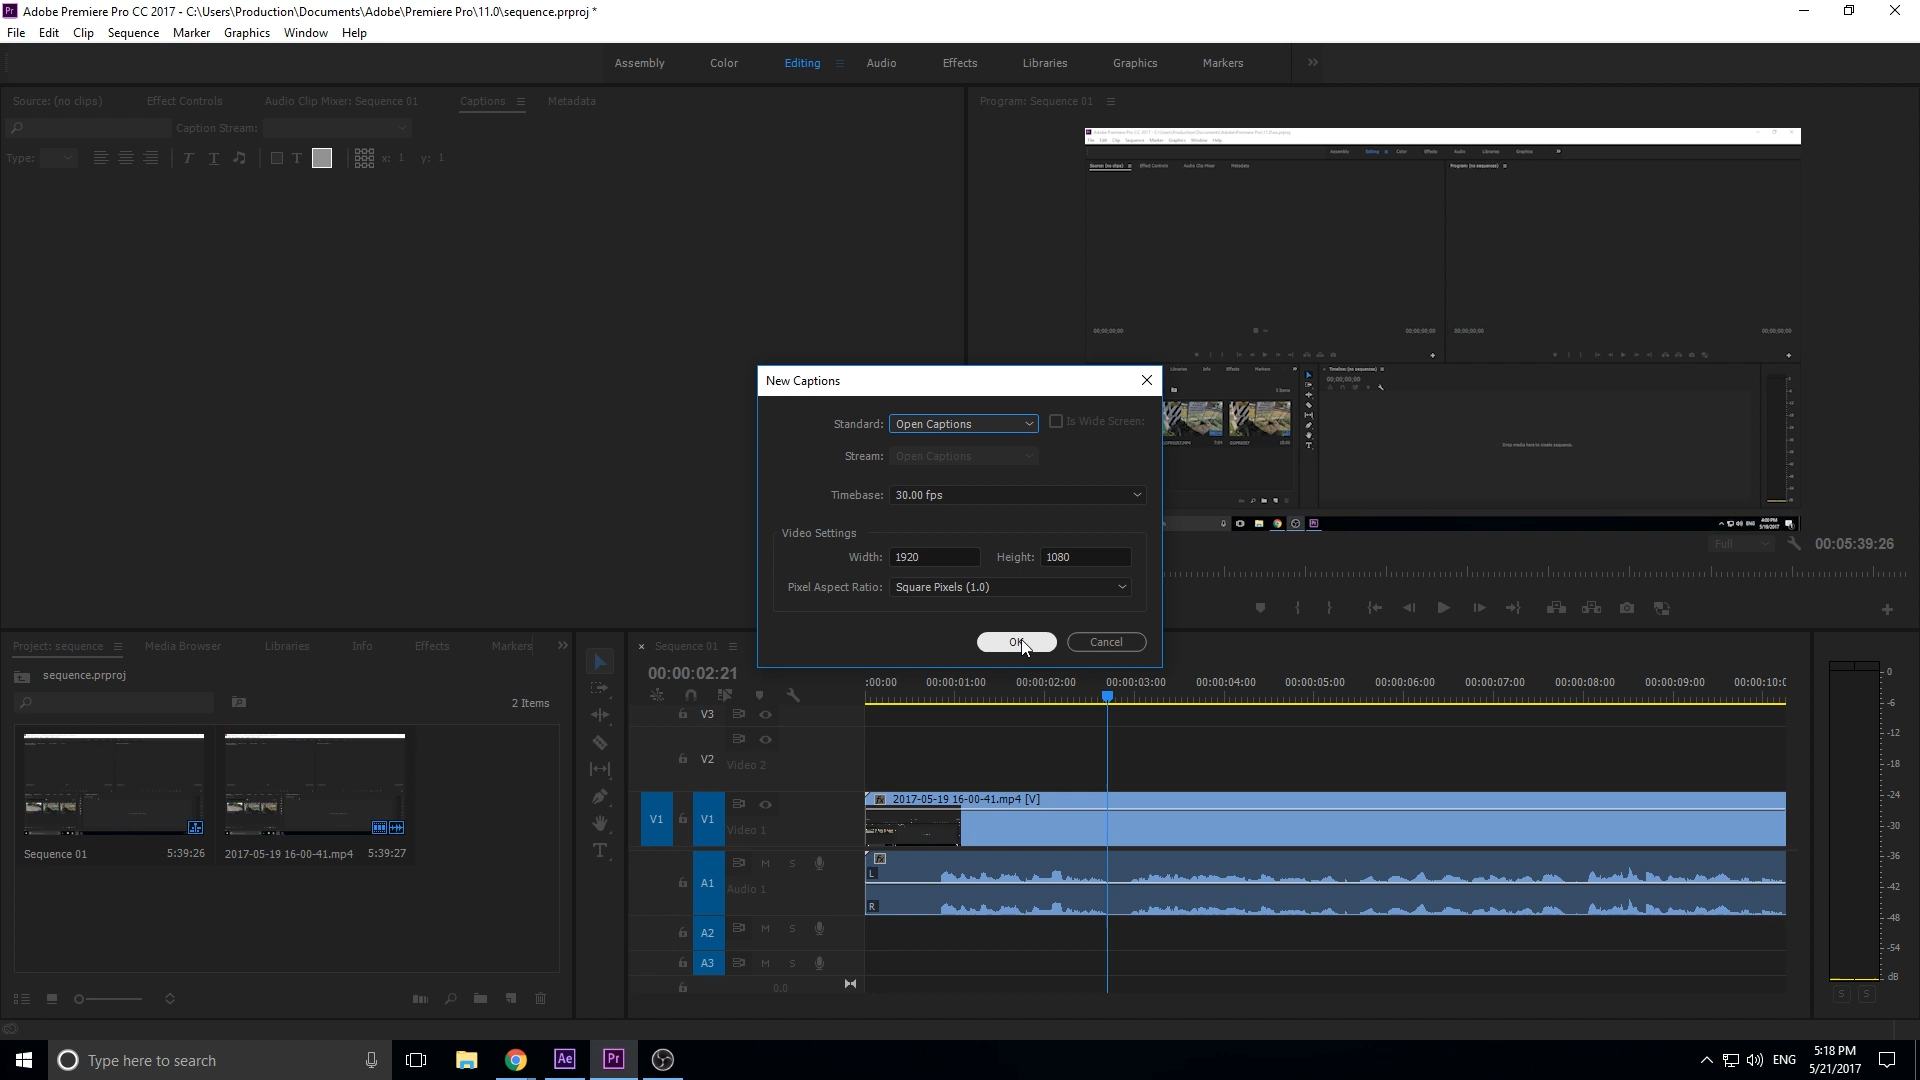 Adobe Premiere Pro CC 2017 - C:\Users\Production\Documents\Adobe\Premiere Pro\11.0\sequence.prproj *
File Edit Clip Sequence Marker Graphics Window Help
Assembly Color Editing Audio Effects Libraries Graphics Markers
Source: (no clips) Effect Controls Audio Clip Mixer: Sequence 01 Captions Metadata
Caption Stream:
Type: x: 1 y: 1
Program: Sequence 01
Full 00:05:39:26
New Captions
Standard: Open Captions Is Wide Screen:
Stream: Open Captions
Timebase: 30.00 fps
Video Settings
Width: 1920 Height: 1080
Pixel Aspect Ratio: Square Pixels (1.0)
OK Cancel
Project: sequence Media Browser Libraries Info Effects Markers
sequence.prproj
2 Items
Sequence 01 5:39:26
2017-05-19 16-00-41.mp4 5:39:27
Sequence 01
00:00:02:21
:00:00 00:00:01:00 00:00:02:00 00:00:03:00 00:00:04:00 00:00:05:00 00:00:06:00 00:00:07:00 00:00:08:00 00:00:09:00 00:00:10:0
V3
V2
Video 2
2017-05-19 16-00-41.mp4 [V]
V1 V1
Video 1
A1 M S
Audio 1
L
R
A2 M S
A3 M S
0.0
0
-6
-12
-18
-24
-30
-36
-42
-48
-54
dB
S S
Type here to search
Ae Pr
ENG
5:18 PM
5/21/2017